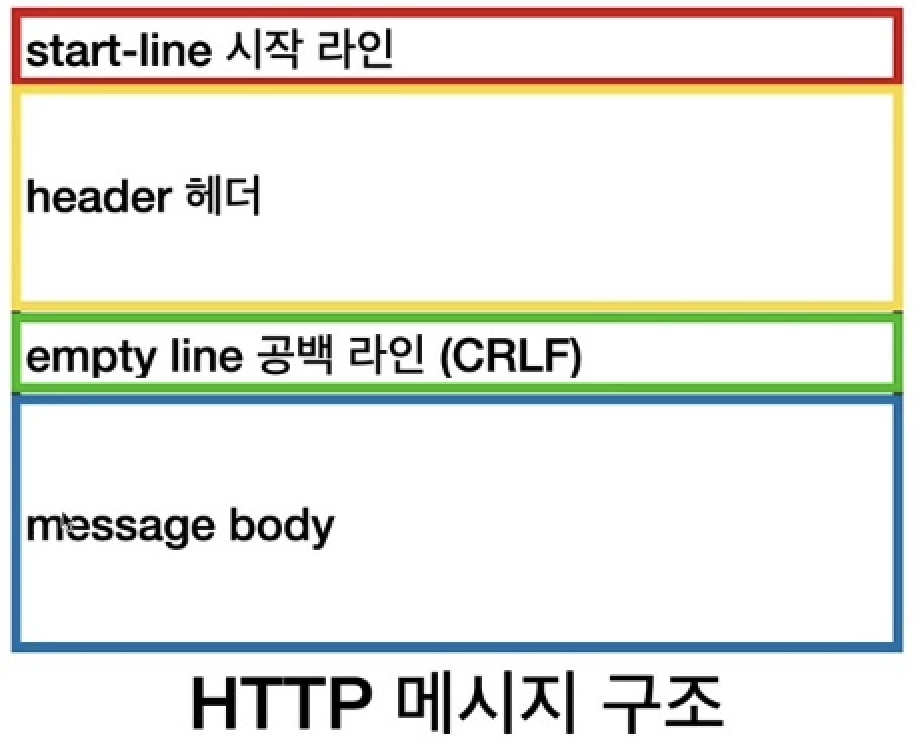 start-line 시작 라인
header 헤더
empty line 공백 라인 (CRLF)
message body
HTTP 메시지 구조